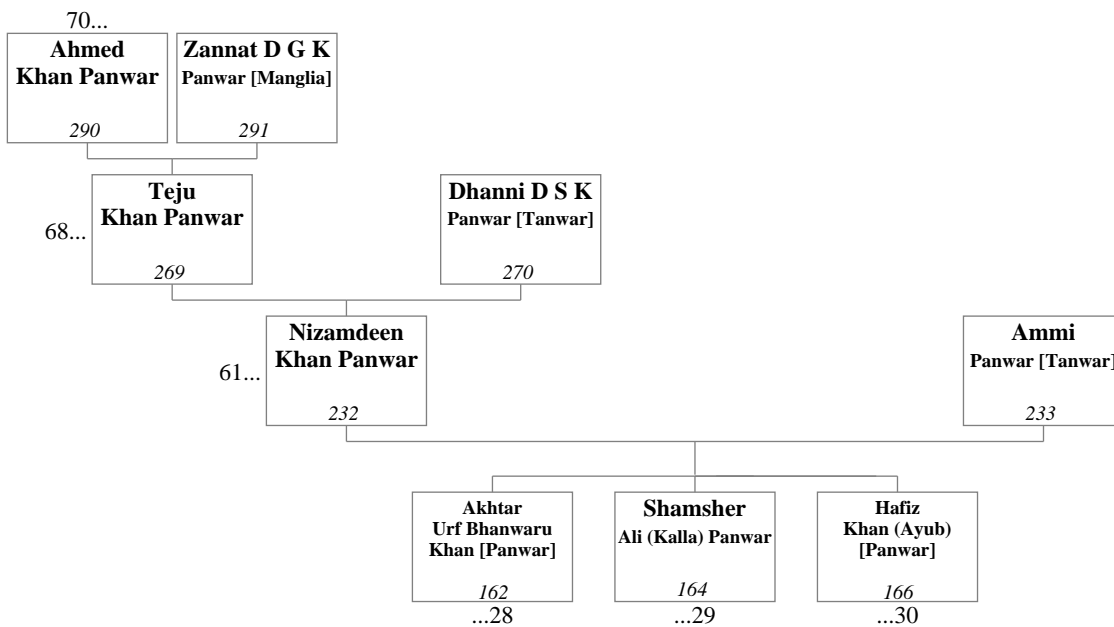 70...
Ahmed
Khan Panwar
290
Zannat D G K
Panwar [Manglia]
291
68...
Teju
Khan Panwar
269
Dhanni D S K
Panwar [Tanwar]
270
61...
Nizamdeen
Khan Panwar
232
Ammi
Panwar [Tanwar]
233
Akhtar
Urf Bhanwaru
Khan [Panwar]
162
...28
Shamsher
Ali (Kalla) Panwar
164
...29
Hafiz
Khan (Ayub)
[Panwar]
166
...30